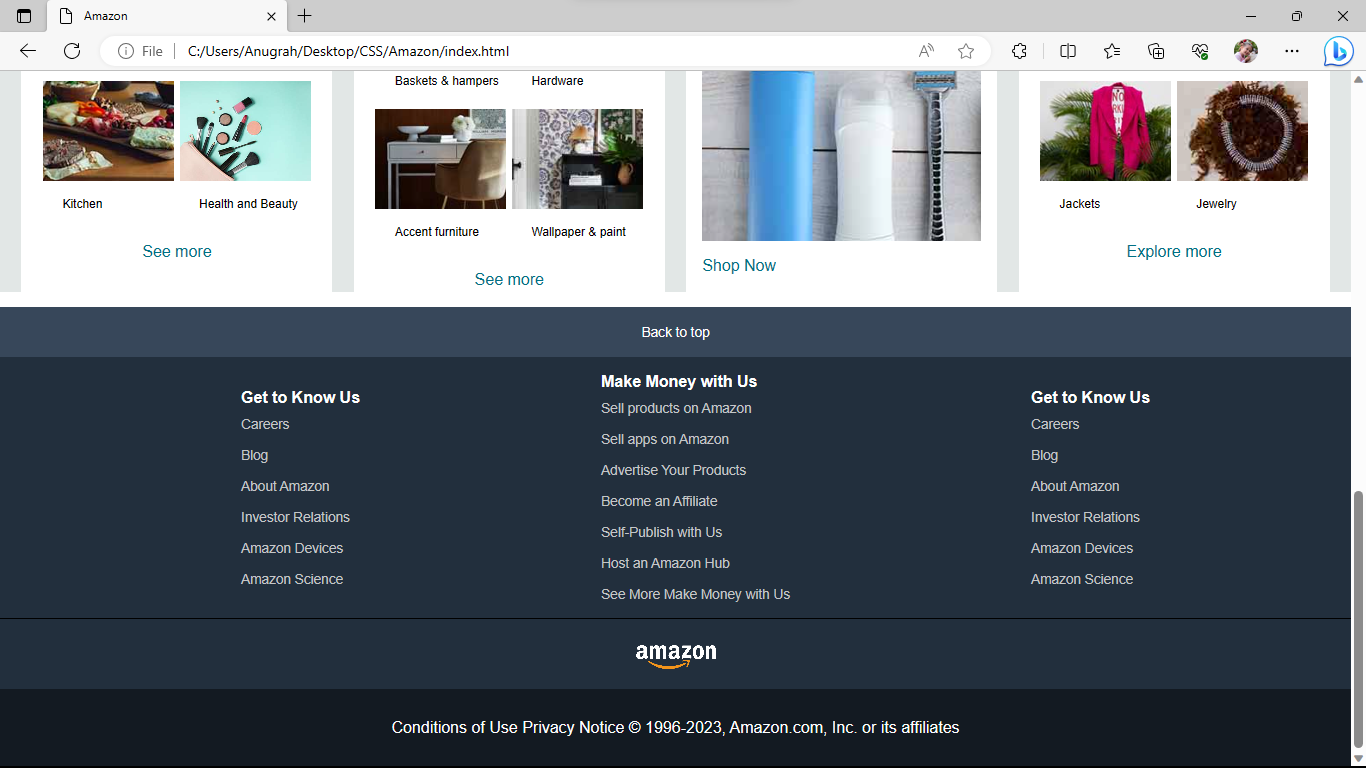 Amazon
File
C:/Users/Anugrah/Desktop/CSS/Amazon/index.html
Baskets & hampers
Hardware
Kitchen
Health and Beauty
See more
Accent furniture
Wallpaper & paint
See more
Shop Now
Jackets
Jewelry
Explore more
Back to top
Get to Know Us
Careers
Blog
About Amazon
Investor Relations
Amazon Devices
Amazon Science
Make Money with Us
Sell products on Amazon
Sell apps on Amazon
Advertise Your Products
Become an Affiliate
Self-Publish with Us
Host an Amazon Hub
See More Make Money with Us
Get to Know Us
Careers
Blog
About Amazon
Investor Relations
Amazon Devices
Amazon Science
amazon
Conditions of Use Privacy Notice © 1996-2023, Amazon.com, Inc. or its affiliates